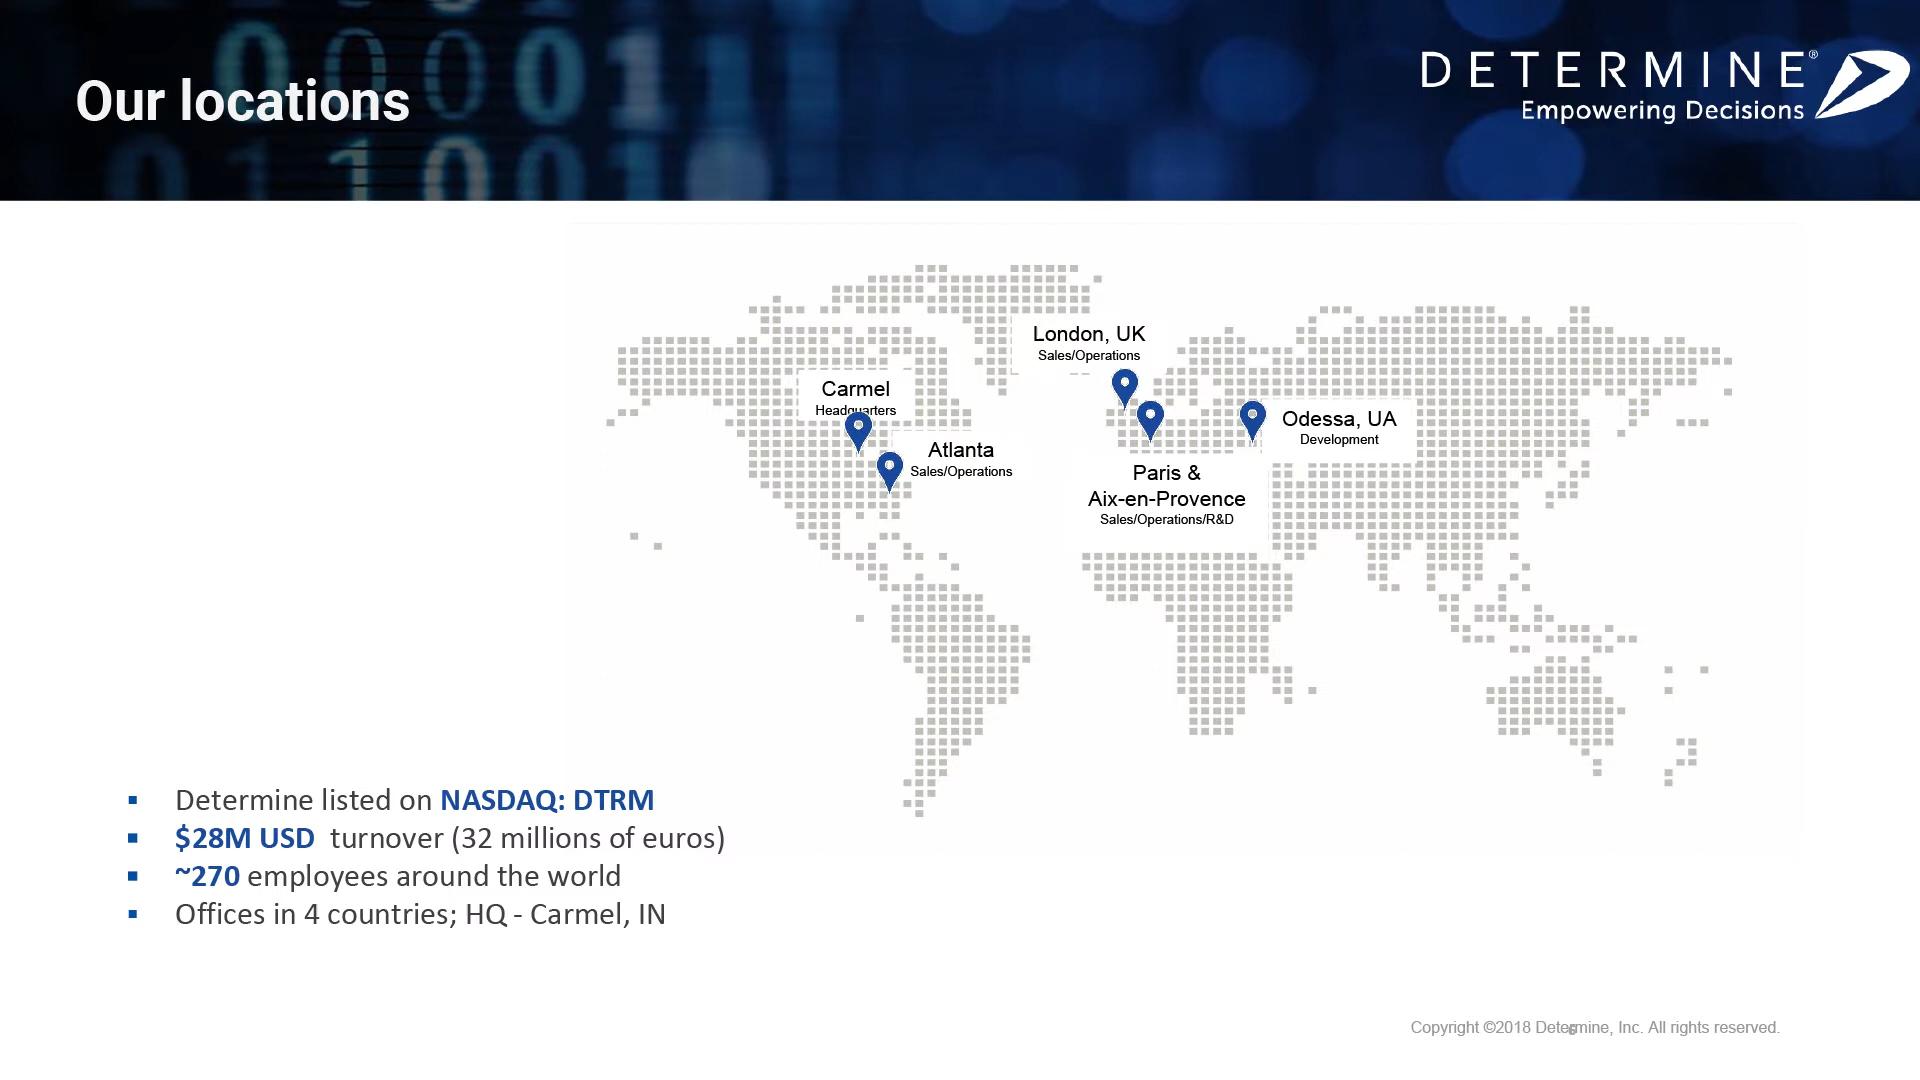 Our locations
DETERMINE®
Empowering Decisions
London, UK
Sales/Operations
Carmel
Headquarters
Atlanta
Sales/Operations
Odessa, UA
Development
Paris &
Aix-en-Provence
Sales/Operations/R&D
▪ Determine listed on NASDAQ: DTRM
▪ $28M USD turnover (32 millions of euros)
▪ ~270 employees around the world
▪ Offices in 4 countries; HQ - Carmel, IN
Copyright ©2018 Determine, Inc. All rights reserved.